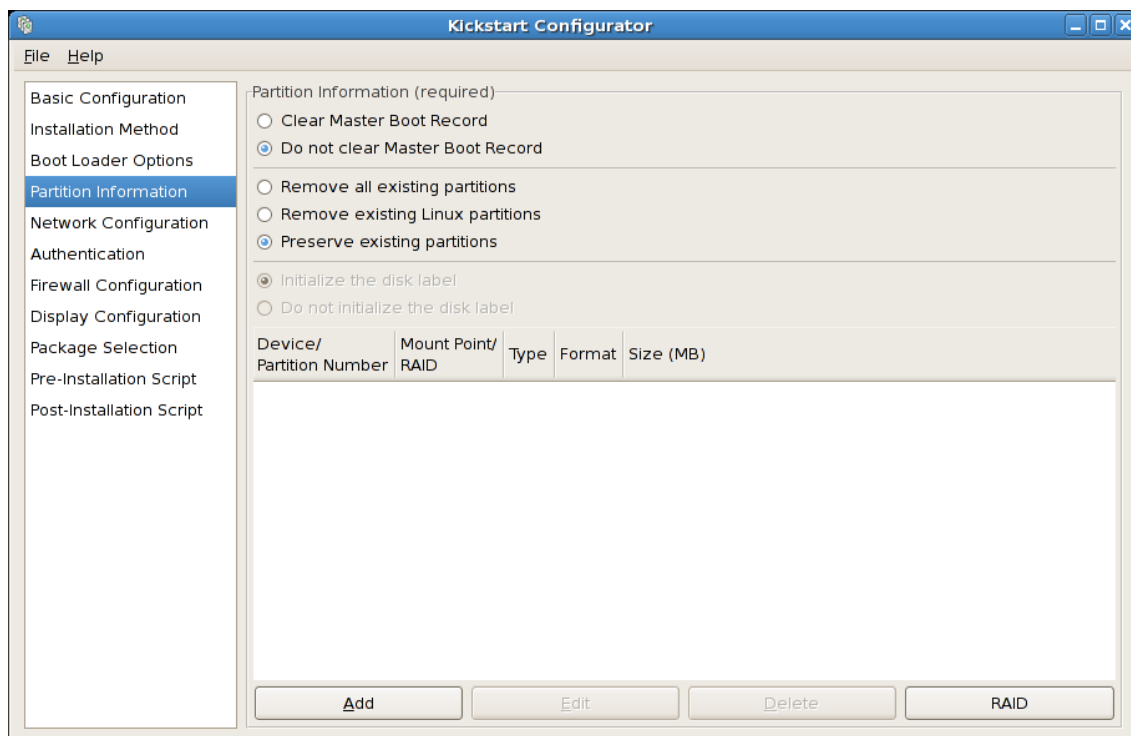 Kickstart Configurator
File Help
Basic Configuration
Installation Method
Boot Loader Options
Partition Information
Network Configuration
Authentication
Firewall Configuration
Display Configuration
Package Selection
Pre-Installation Script
Post-Installation Script
Partition Information (required)
Clear Master Boot Record
Do not clear Master Boot Record
Remove all existing partitions
Remove existing Linux partitions
Preserve existing partitions
Initialize the disk label
Do not initialize the disk label
Device/
Partition Number
Mount Point/
RAID
Type
Format
Size (MB)
Add
Edit
Delete
RAID